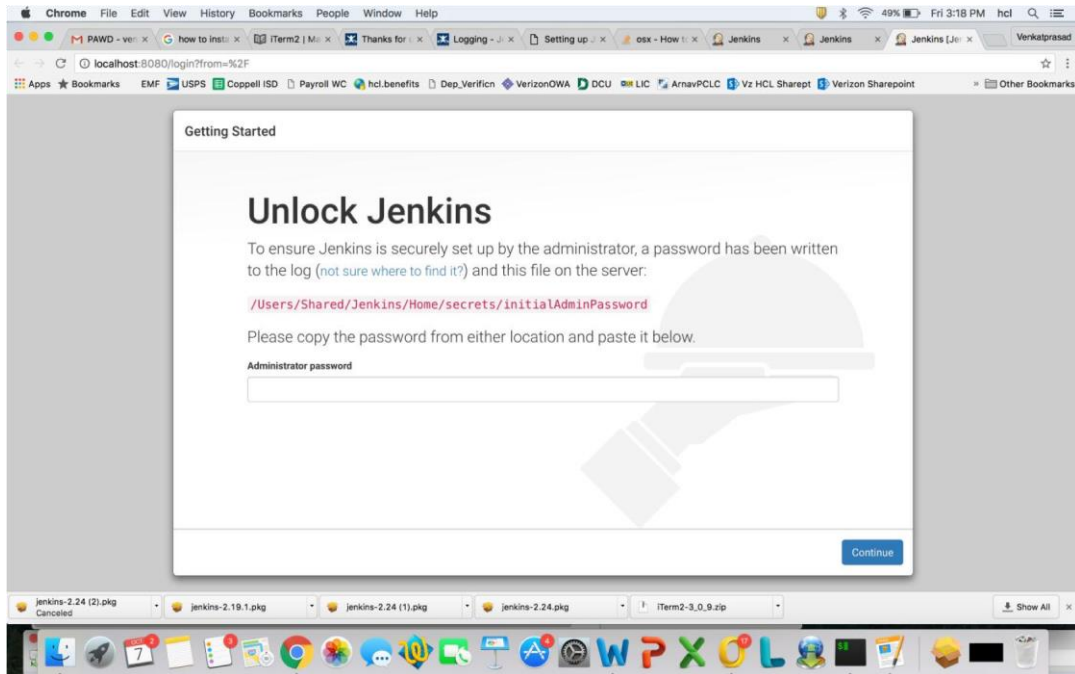 Chrome File Edit View History Bookmarks People Window Help 49% Fri 3:18 PM hcl
PAWD - ven how to insta iTerm2 | Ma Thanks for Logging - J Setting up J osx - How t Jenkins Jenkins Jenkins [Jen Venkatprasad
localhost:8080/login?from=%2F
Apps Bookmarks EMF USPS Coppell ISD Payroll WC hcl.benefits Dep_Verificn VerizonOWA DCU LIC ArnavPCLC Vz HCL Sharept Verizon Sharepoint » Other Bookmarks
Getting Started
Unlock Jenkins
To ensure Jenkins is securely set up by the administrator, a password has been written
to the log (not sure where to find it?) and this file on the server:
/Users/Shared/Jenkins/Home/secrets/initialAdminPassword
Please copy the password from either location and paste it below.
Administrator password
Continue
jenkins-2.24 (2).pkg jenkins-2.19.1.pkg jenkins-2.24 (1).pkg jenkins-2.24.pkg iTerm2-3_0_9.zip Show All
Canceled